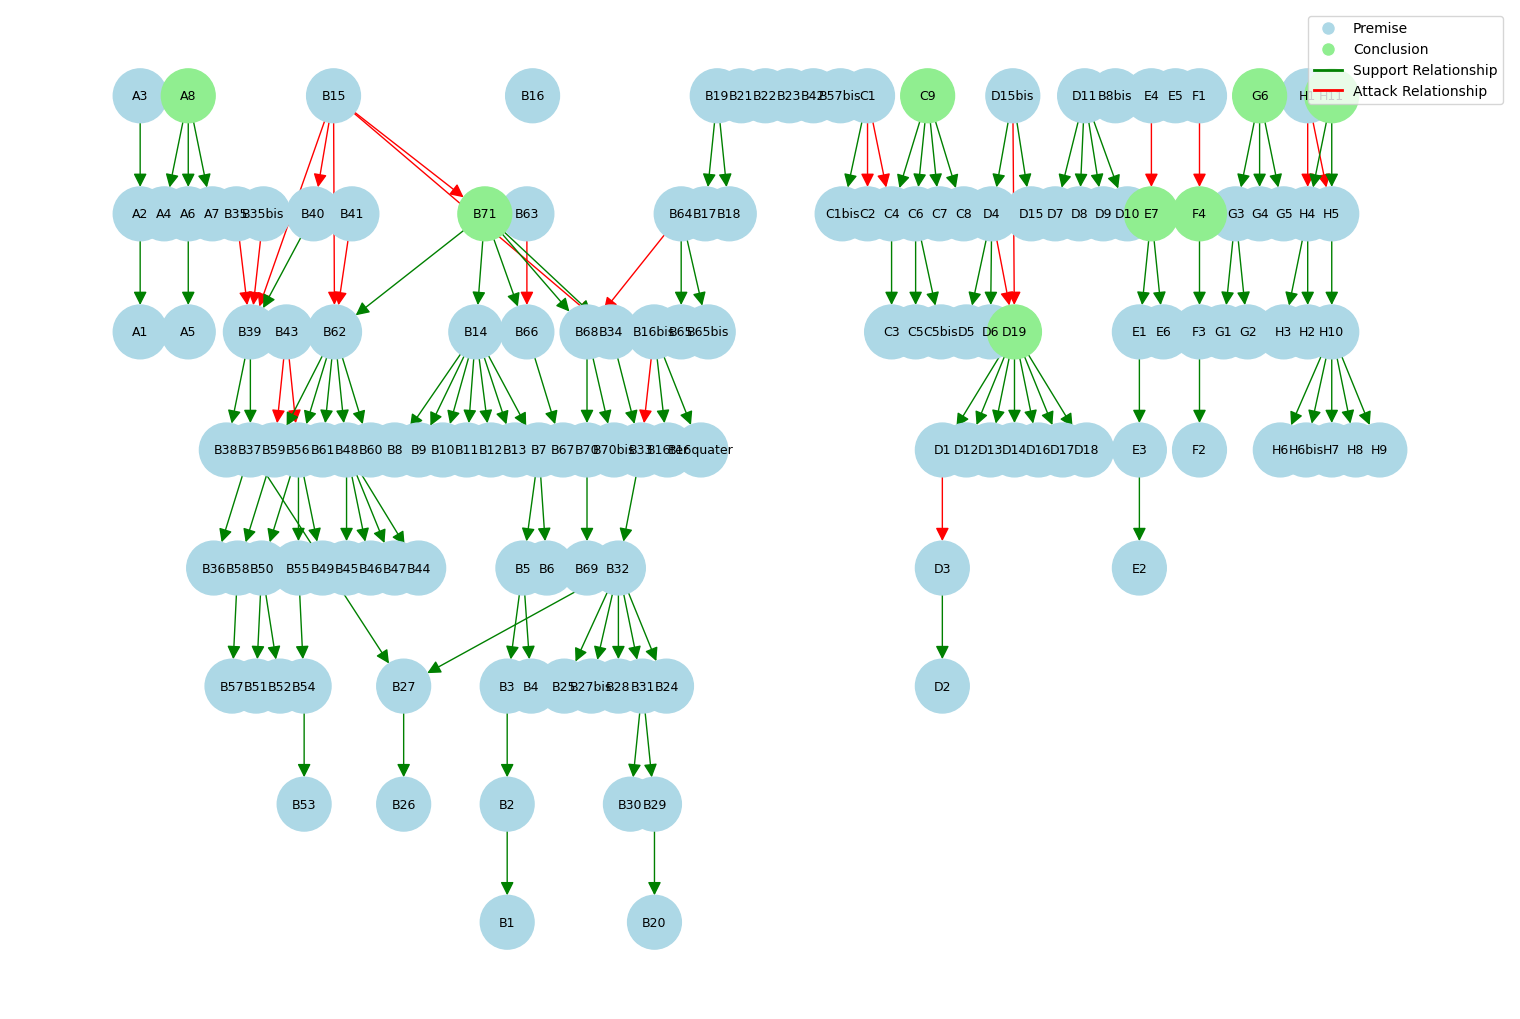 Premise
Conclusion
Support Relationship
Attack Relationship
A3 A8 B15 B16 B19 B21 B22 B23 B42 B57bis C1 C9 D15bis D11 B8bis E4 E5 F1 G6 H1 H11
A2 A4 A6 A7 B35 B35bis B40 B41 B71 B63 B64 B17 B18 C1bis C2 C4 C6 C7 C8 D4 D15 D7 D8 D9 D10 E7 F4 G3 G4 G5 H4 H5
A1 A5 B39 B43 B62 B14 B66 B68 B34 B16bis B65 B65bis C3 C5 C5bis D5 D6 D19 E1 E6 F3 G1 G2 H3 H2 H10
B38 B37 B59 B56 B61 B48 B60 B8 B9 B10 B11 B12 B13 B7 B67 B70 B70bis B33 B16ter B16quater D1 D12 D13 D14 D16 D17 D18 E3 F2 H6 H6bis H7 H8 H9
B36 B58 B50 B55 B49 B45 B46 B47 B44 B5 B6 B69 B32 D3 E2
B57 B51 B52 B54 B27 B3 B4 B25 B27bis B28 B31 B24 D2
B53 B26 B2 B30 B29
B1 B20